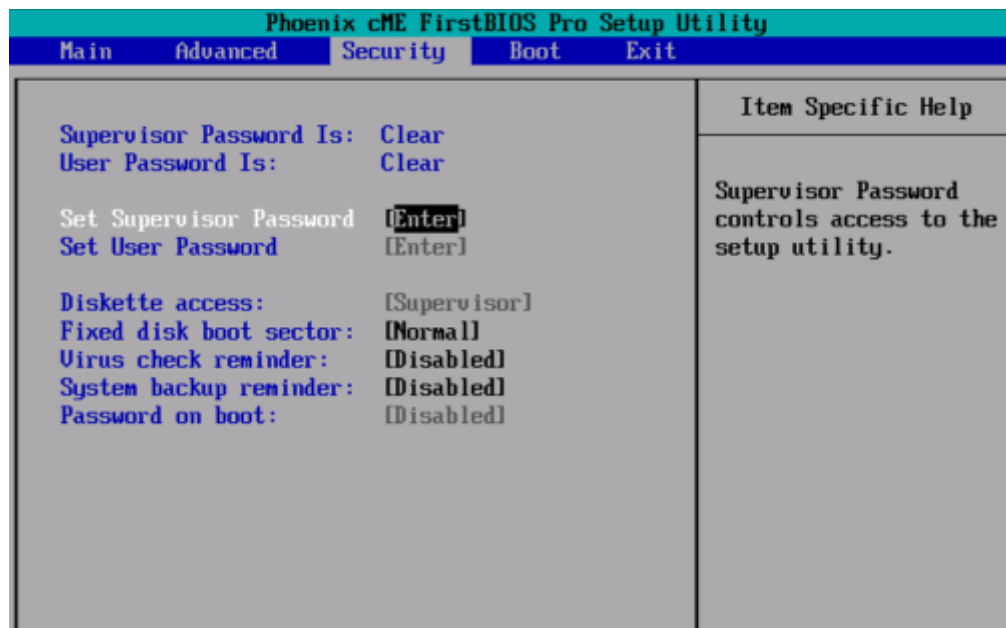 Phoenix cME FirstBIOS Pro Setup Utility
Main Advanced Security Boot Exit
Item Specific Help
Supervisor Password Is: Clear
User Password Is: Clear
Set Supervisor Password [Enter]
Set User Password [Enter]
Diskette access: [Supervisor]
Fixed disk boot sector: [Normal]
Virus check reminder: [Disabled]
System backup reminder: [Disabled]
Password on boot: [Disabled]
Supervisor Password
controls access to the
setup utility.